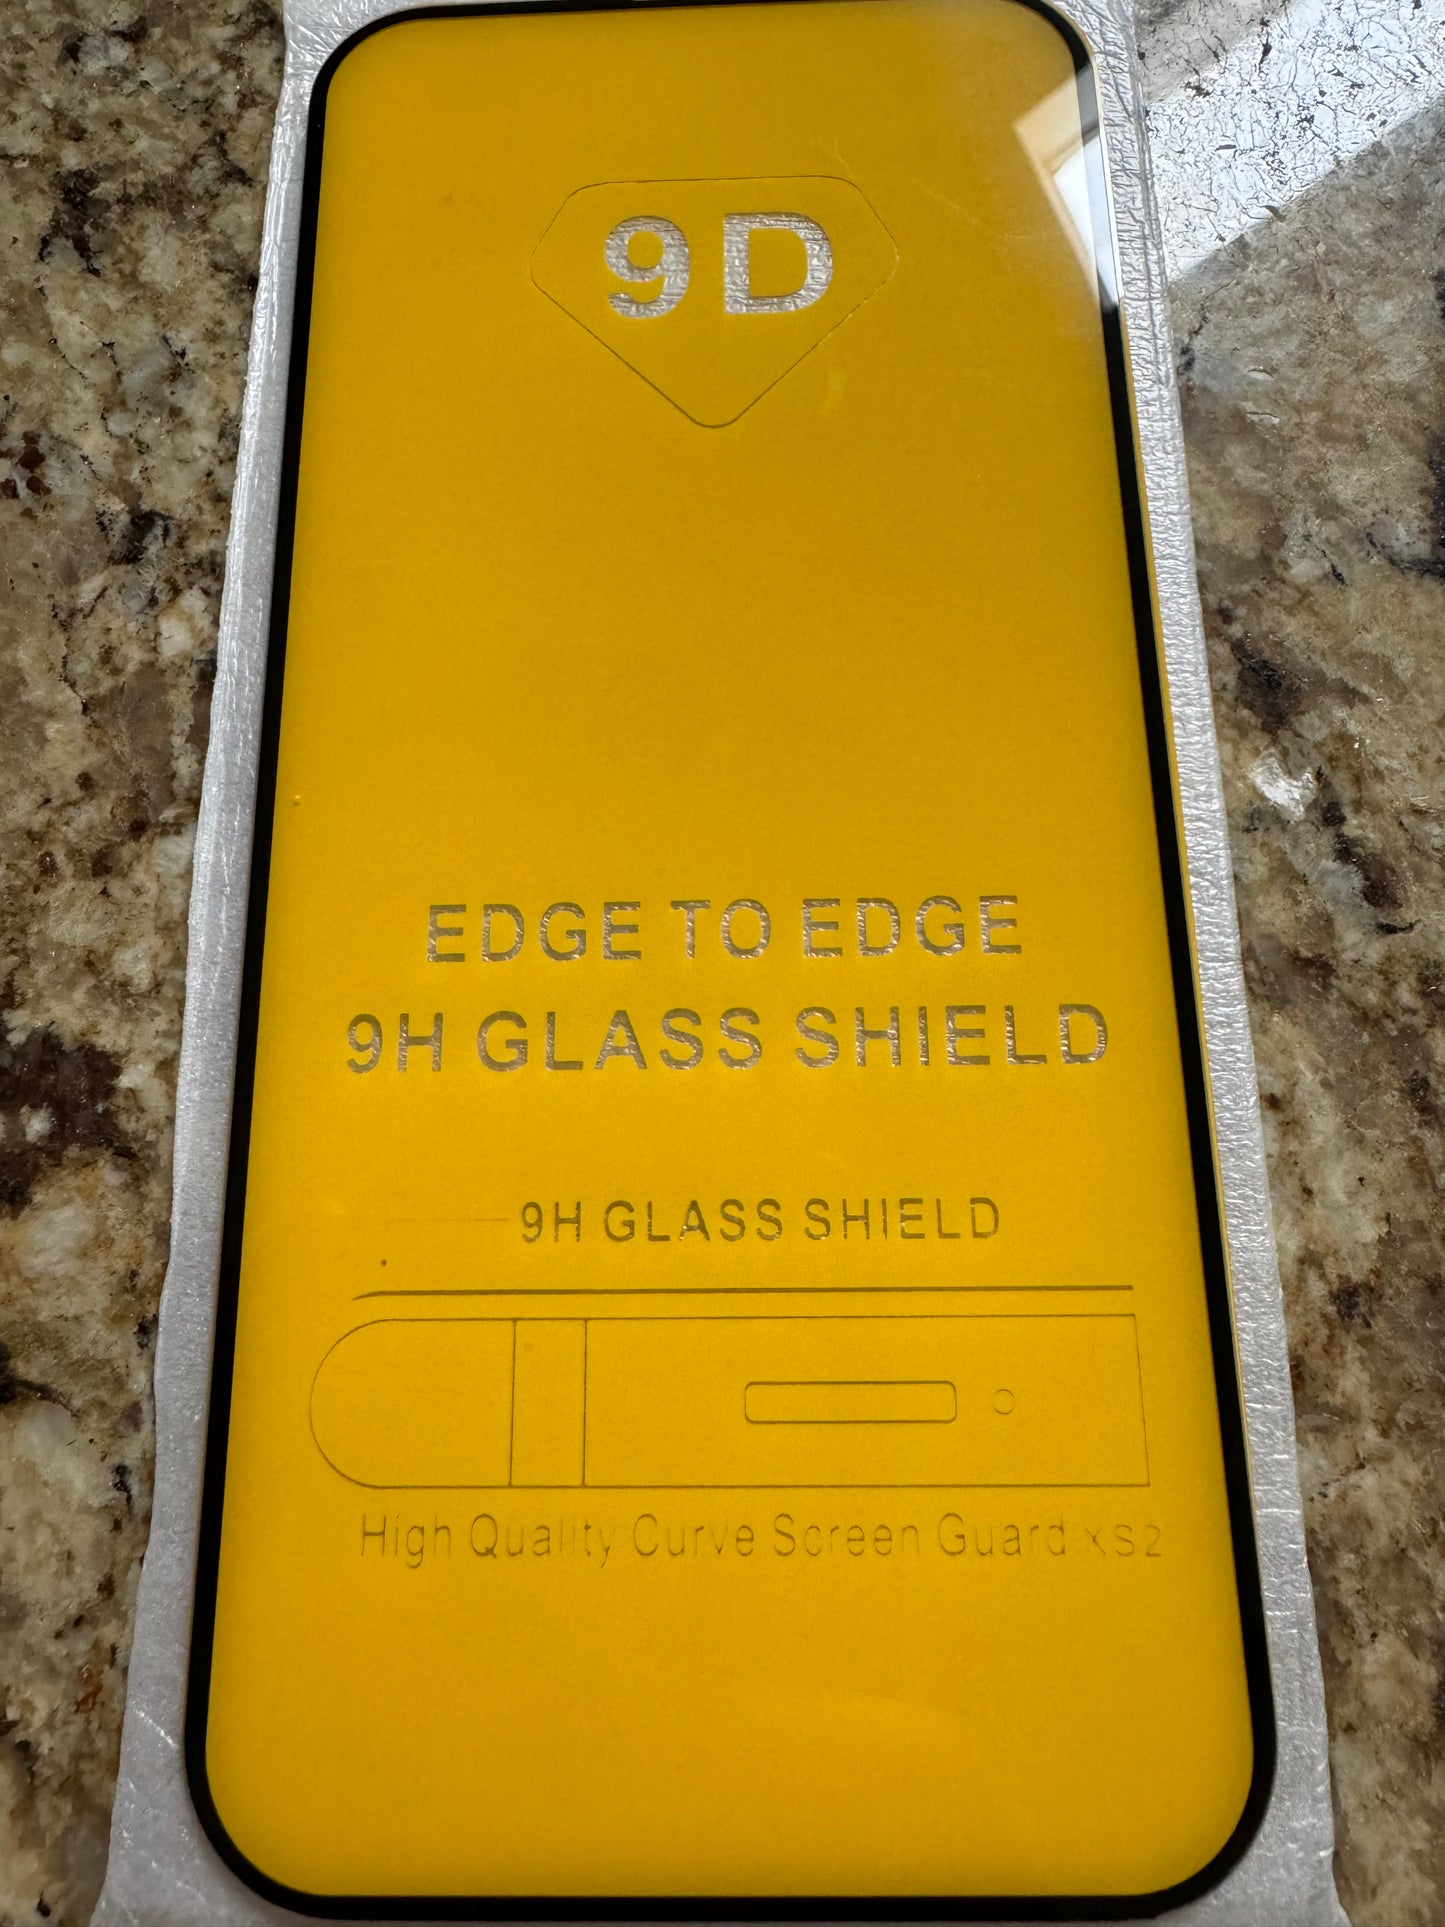 9D
EDGE TO EDGE
9H GLASS SHIELD
9H GLASS SHIELD
High Quality Curve Screen Guard XS2